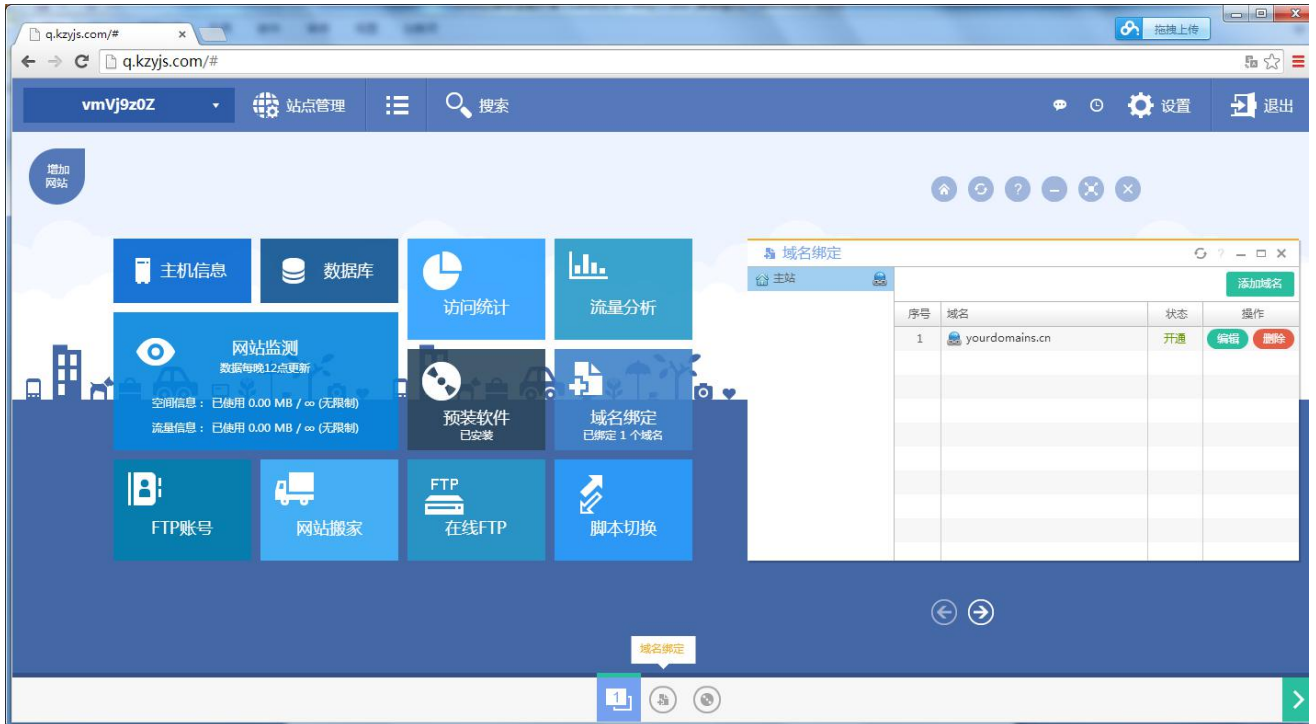 q.kzyjs.com/#
拖拽上传
q.kzyjs.com/#
vmVj9z0Z
站点管理
搜索
设置
退出
增加
网站
主机信息
数据库
访问统计
流量分析
网站监测
数据每晚12点更新
空间信息： 已使用 0.00 MB / ∞ (无限制)
流量信息： 已使用 0.00 MB / ∞ (无限制)
预装软件
已安装
域名绑定
已绑定 1 个域名
FTP账号
网站搬家
FTP
在线FTP
脚本切换
域名绑定
主站
添加域名
序号 域名 状态 操作
1 yourdomains.cn 开通 编辑 删除
域名绑定
1